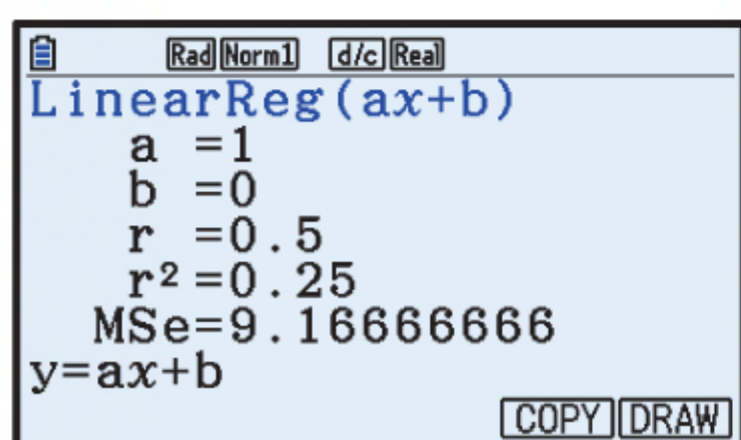 Rad Norm1 d/c Real
LinearReg(ax+b)
a =1
b =0
r =0.5
r²=0.25
MSe=9.16666666
y=ax+b
COPY DRAW